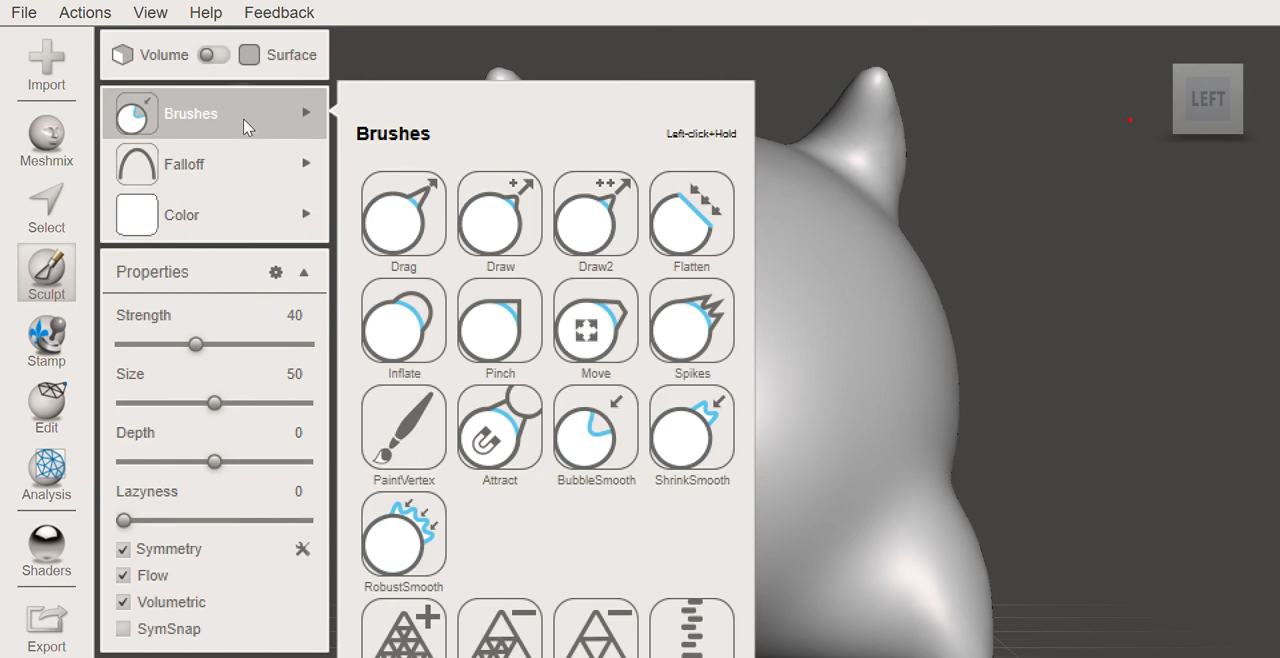 File Actions View Help Feedback
Import
Meshmix
Select
Sculpt
Stamp
Edit
Analysis
Shaders
Export
Volume Surface
Brushes
Falloff
Color
Properties
Strength 40
Size 50
Depth 0
Lazyness 0
Symmetry
Flow
Volumetric
SymSnap
Brushes Left-click+Hold
Drag Draw Draw2 Flatten
Inflate Pinch Move Spikes
PaintVertex Attract BubbleSmooth ShrinkSmooth
RobustSmooth
LEFT